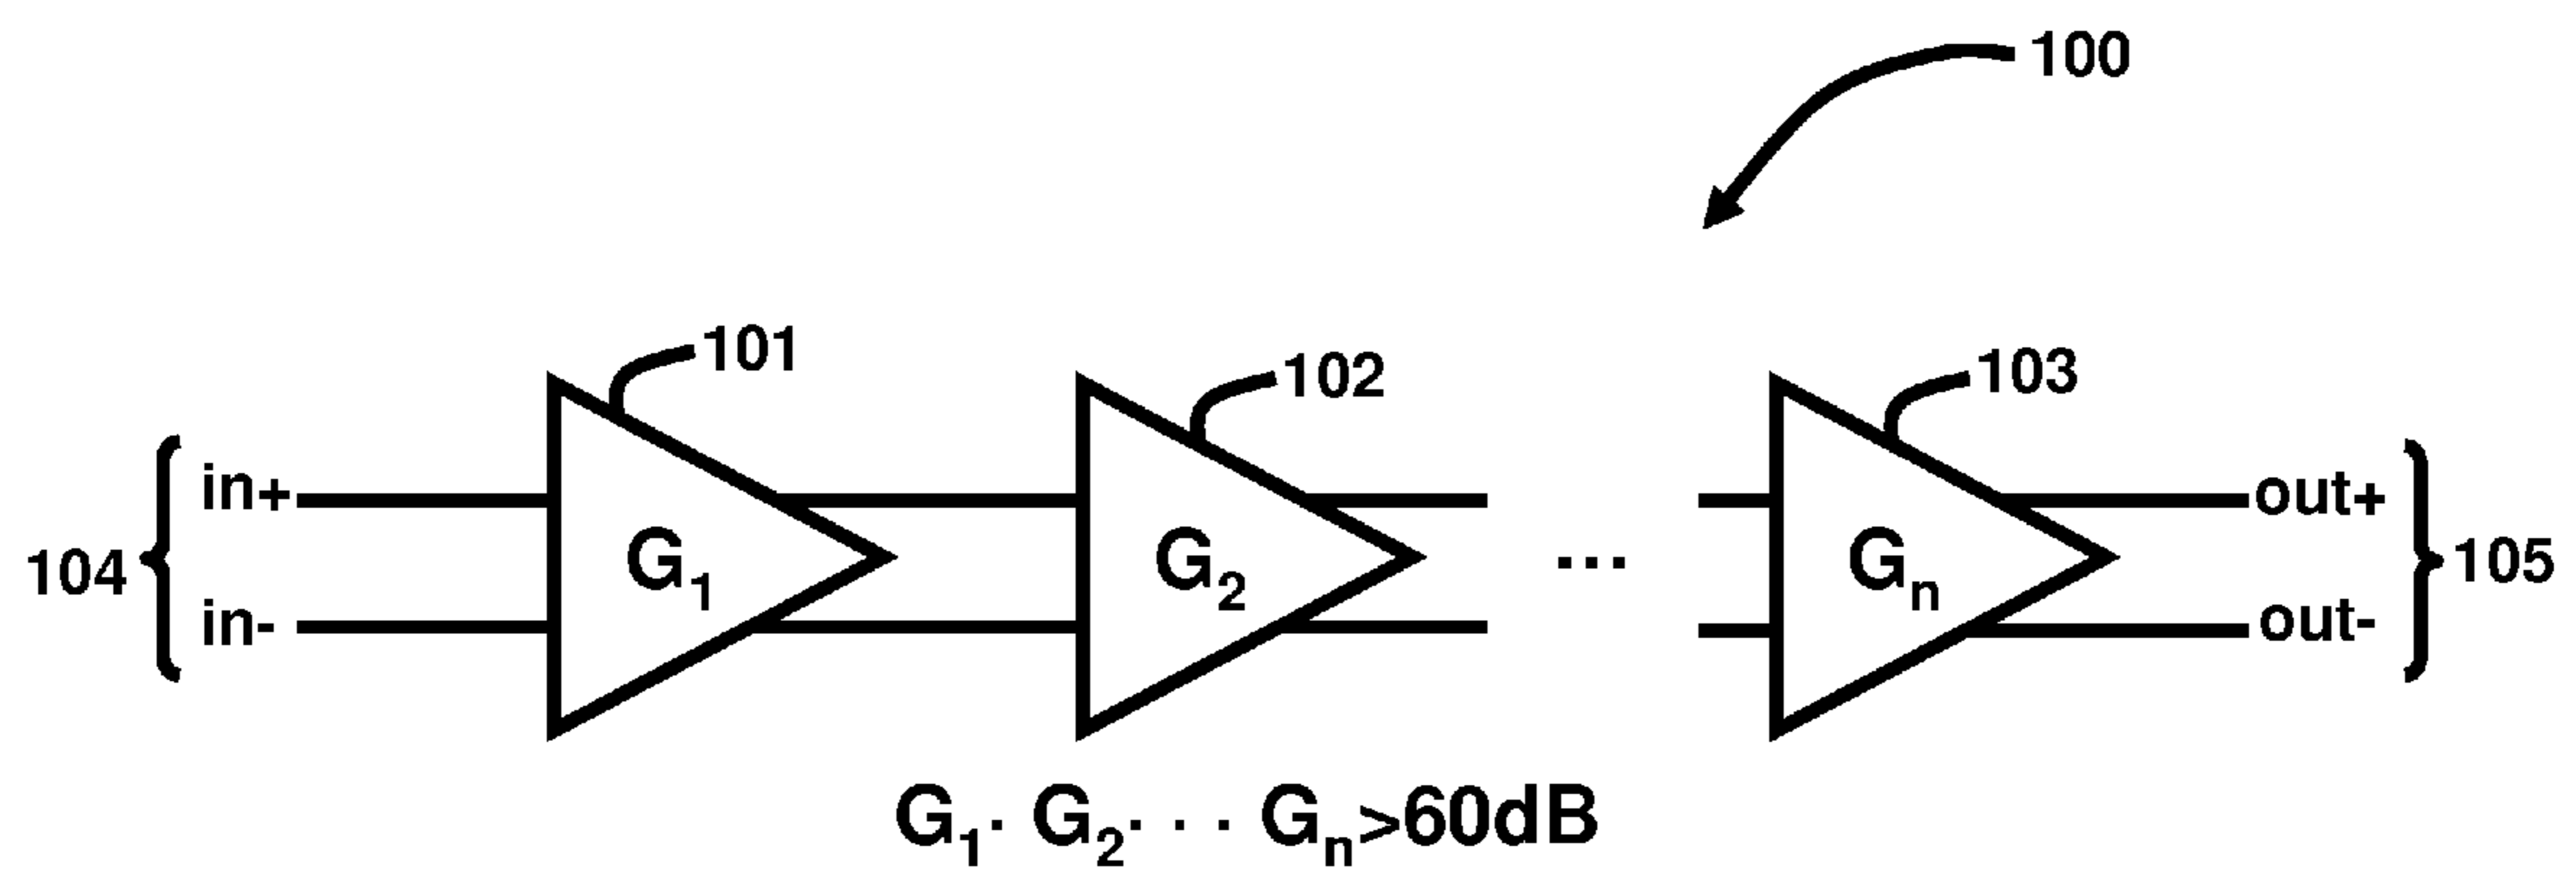 100
101
102
103
in+
out+
104
G1
G2
...
Gn
105
in-
out-
G1· G2· · · Gn>60dB